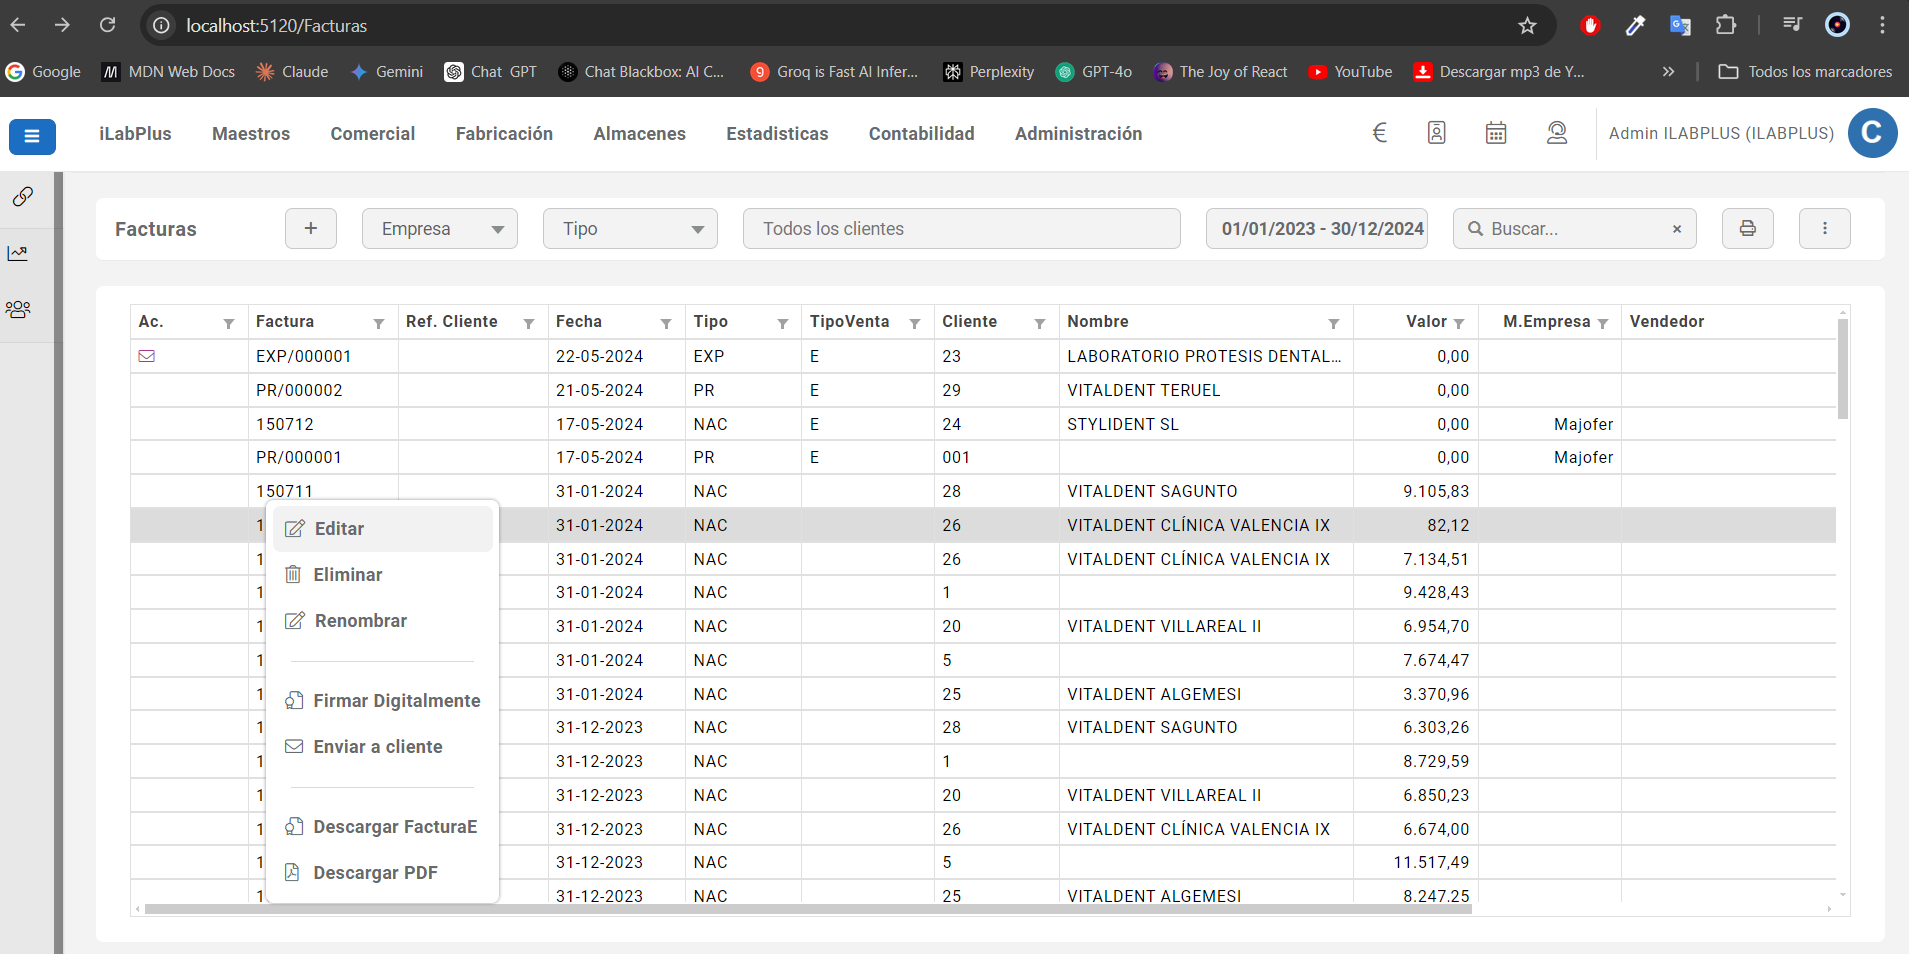 localhost:5120/Facturas
Google MDN Web Docs Claude Gemini Chat GPT Chat Blackbox: AI C... Groq is Fast AI Infer... Perplexity GPT-4o The Joy of React YouTube Descargar mp3 de Y... » Todos los marcadores
iLabPlus Maestros Comercial Fabricación Almacenes Estadisticas Contabilidad Administración € Admin ILABPLUS (ILABPLUS) C
Facturas + Empresa Tipo Todos los clientes 01/01/2023 - 30/12/2024 Buscar... ×
Ac. Factura Ref. Cliente Fecha Tipo TipoVenta Cliente Nombre Valor M.Empresa Vendedor
EXP/000001 22-05-2024 EXP E 23 LABORATORIO PROTESIS DENTAL... 0,00
PR/000002 21-05-2024 PR E 29 VITALDENT TERUEL 0,00
150712 17-05-2024 NAC E 24 STYLIDENT SL 0,00 Majofer
PR/000001 17-05-2024 PR E 001 0,00 Majofer
150711 31-01-2024 NAC 28 VITALDENT SAGUNTO 9.105,83
1 31-01-2024 NAC 26 VITALDENT CLÍNICA VALENCIA IX 82,12
1 31-01-2024 NAC 26 VITALDENT CLÍNICA VALENCIA IX 7.134,51
1 31-01-2024 NAC 1 9.428,43
1 31-01-2024 NAC 20 VITALDENT VILLAREAL II 6.954,70
1 31-01-2024 NAC 5 7.674,47
1 31-01-2024 NAC 25 VITALDENT ALGEMESI 3.370,96
1 31-12-2023 NAC 28 VITALDENT SAGUNTO 6.303,26
1 31-12-2023 NAC 1 8.729,59
1 31-12-2023 NAC 20 VITALDENT VILLAREAL II 6.850,23
1 31-12-2023 NAC 26 VITALDENT CLÍNICA VALENCIA IX 6.674,00
1 31-12-2023 NAC 5 11.517,49
1 31-12-2023 NAC 25 VITALDENT ALGEMESI 8.247,25
Editar
Eliminar
Renombrar
Firmar Digitalmente
Enviar a cliente
Descargar FacturaE
Descargar PDF